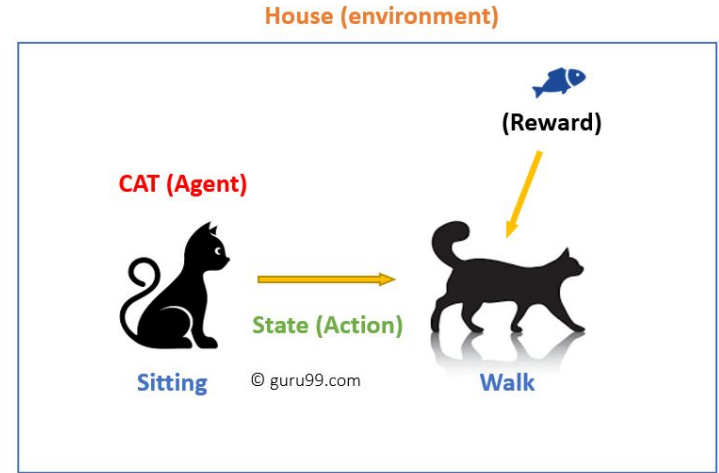 House (environment)
(Reward)
CAT (Agent)
State (Action)
Sitting
© guru99.com
Walk